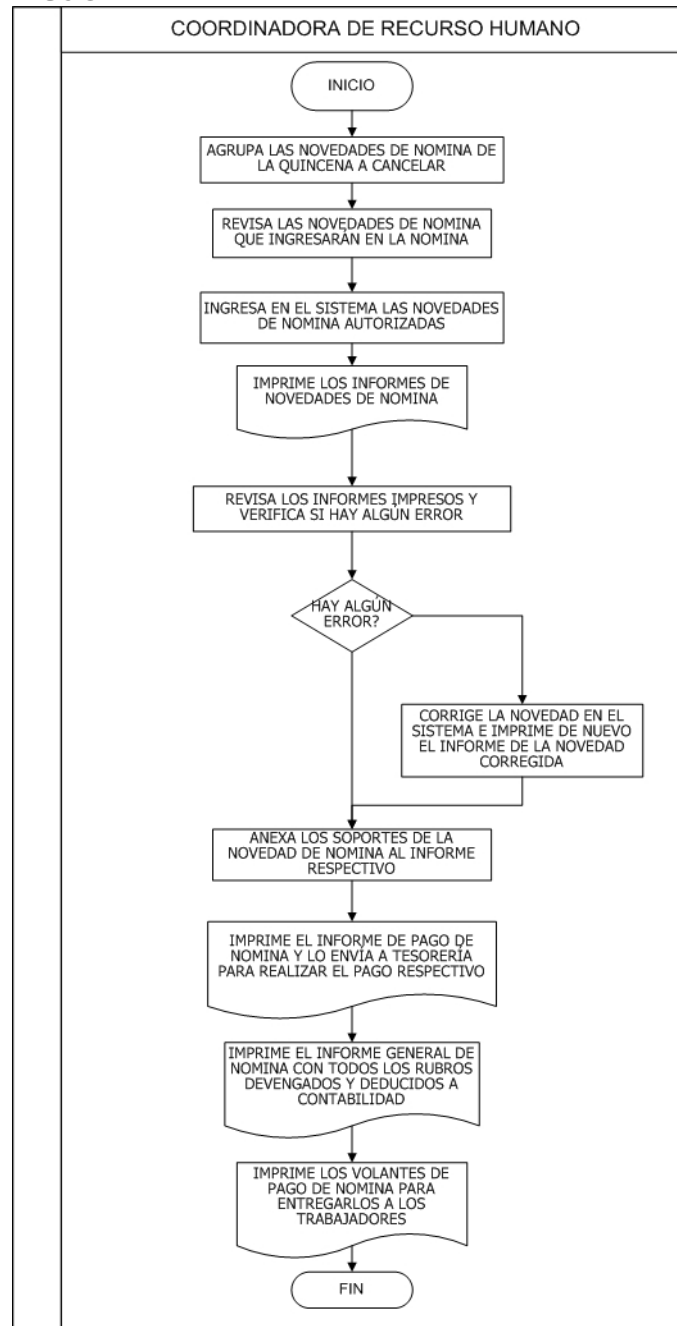 COORDINADORA DE RECURSO HUMANO
INICIO
AGRUPA LAS NOVEDADES DE NOMINA DE
LA QUINCENA A CANCELAR
REVISA LAS NOVEDADES DE NOMINA
QUE INGRESARÁN EN LA NOMINA
INGRESA EN EL SISTEMA LAS NOVEDADES
DE NOMINA AUTORIZADAS
IMPRIME LOS INFORMES DE
NOVEDADES DE NOMINA
REVISA LOS INFORMES IMPRESOS Y
VERIFICA SI HAY ALGÚN ERROR
HAY ALGÚN
ERROR?
CORRIGE LA NOVEDAD EN EL
SISTEMA E IMPRIME DE NUEVO
EL INFORME DE LA NOVEDAD
CORREGIDA
ANEXA LOS SOPORTES DE LA
NOVEDAD DE NOMINA AL INFORME
RESPECTIVO
IMPRIME EL INFORME DE PAGO DE
NOMINA Y LO ENVÍA A TESORERÍA
PARA REALIZAR EL PAGO RESPECTIVO
IMPRIME EL INFORME GENERAL DE
NOMINA CON TODOS LOS RUBROS
DEVENGADOS Y DEDUCIDOS A
CONTABILIDAD
IMPRIME LOS VOLANTES DE
PAGO DE NOMINA PARA
ENTREGARLOS A LOS
TRABAJADORES
FIN